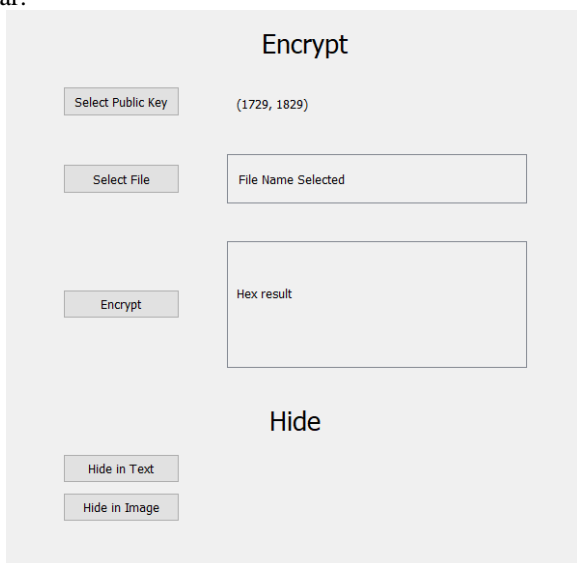 ar.
Encrypt
Select Public Key
(1729, 1829)
Select File
File Name Selected
Encrypt
Hex result
Hide
Hide in Text
Hide in Image